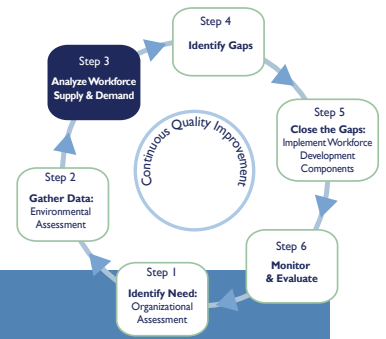 Step 4
Identify Gaps
Step 3
Analyze Workforce
Supply & Demand
Step 5
Close the Gaps:
Implement Workforce
Development
Components
Continuous Quality Improvement
Step 2
Gather Data:
Environmental
Assessment
Step 6
Monitor
& Evaluate
Step 1
Identify Need:
Organizational
Assessment